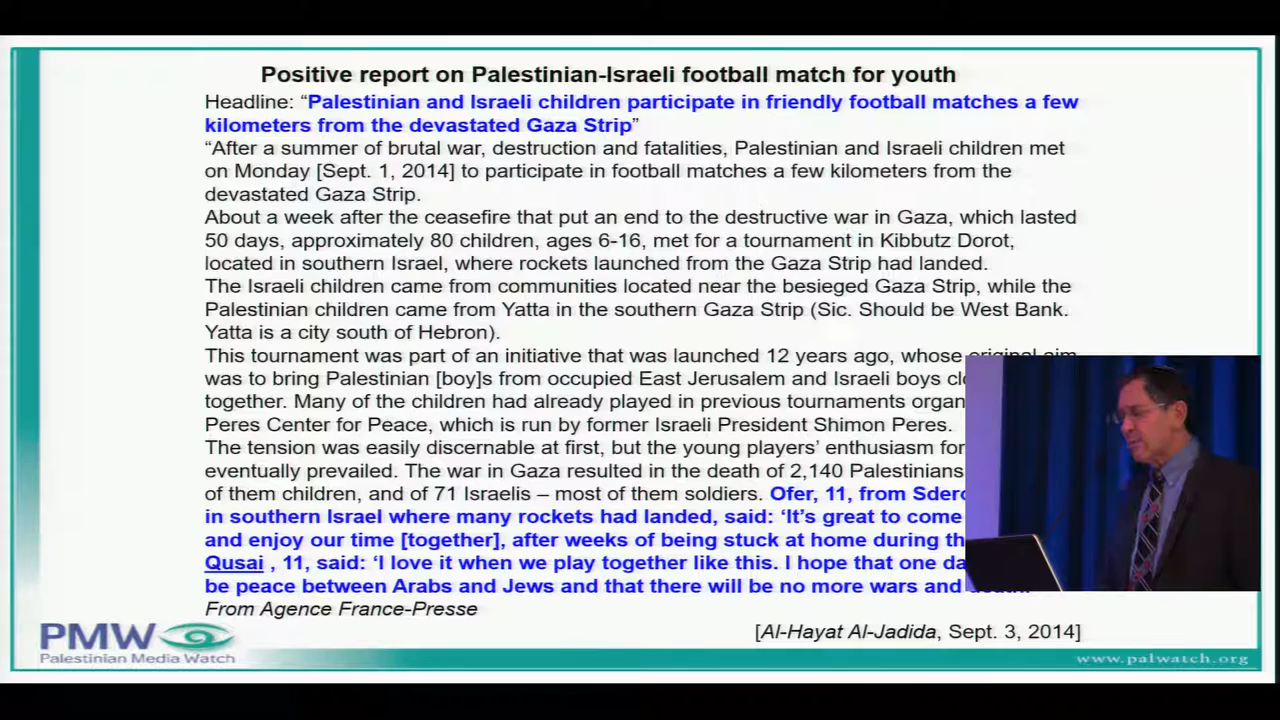 Positive report on Palestinian-Israeli football match for youth
Headline: “Palestinian and Israeli children participate in friendly football matches a few
kilometers from the devastated Gaza Strip”
“After a summer of brutal war, destruction and fatalities, Palestinian and Israeli children met
on Monday [Sept. 1, 2014] to participate in football matches a few kilometers from the
devastated Gaza Strip.
About a week after the ceasefire that put an end to the destructive war in Gaza, which lasted
50 days, approximately 80 children, ages 6-16, met for a tournament in Kibbutz Dorot,
located in southern Israel, where rockets launched from the Gaza Strip had landed.
The Israeli children came from communities located near the besieged Gaza Strip, while the
Palestinian children came from Yatta in the southern Gaza Strip (Sic. Should be West Bank.
Yatta is a city south of Hebron).
This tournament was part of an initiative that was launched 12 years ago, whose original aim
was to bring Palestinian [boy]s from occupied East Jerusalem and Israeli boys
together. Many of the children had already played in previous tournaments
Peres Center for Peace, which is run by former Israeli President Shimon Peres.
The tension was easily discernable at first, but the young players’ enthusiasm for
eventually prevailed. The war in Gaza resulted in the death of 2,140 Palestinians
of them children, and of 71 Israelis – most of them soldiers. Ofer, 11, from
in southern Israel where many rockets had landed, said: ‘It’s great to come
and enjoy our time [together], after weeks of being stuck at home during
Qusai , 11, said: ‘I love it when we play together like this. I hope that one
be peace between Arabs and Jews and that there will be no more wars and
From Agence France-Presse
[Al-Hayat Al-Jadida, Sept. 3, 2014]
PMW
Palestinian Media Watch
www.palwatch.org